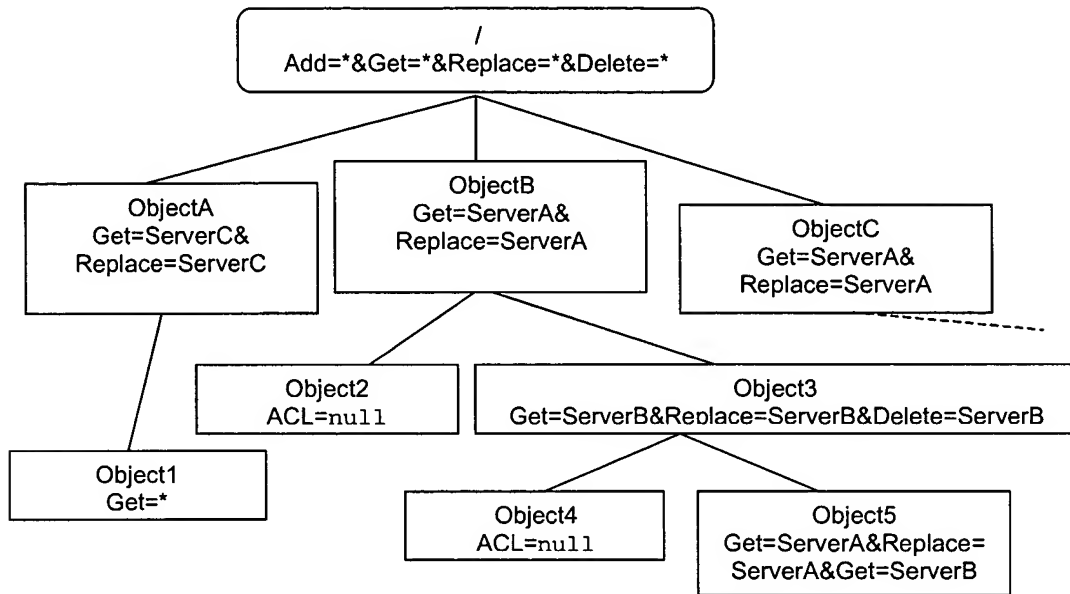 /
Add=*&Get=*&Replace=*&Delete=*
ObjectA
Get=ServerC&
Replace=ServerC
ObjectB
Get=ServerA&
Replace=ServerA
ObjectC
Get=ServerA&
Replace=ServerA
Object2
ACL=null
Object3
Get=ServerB&Replace=ServerB&Delete=ServerB
Object1
Get=*
Object4
ACL=null
Object5
Get=ServerA&Replace=
ServerA&Get=ServerB